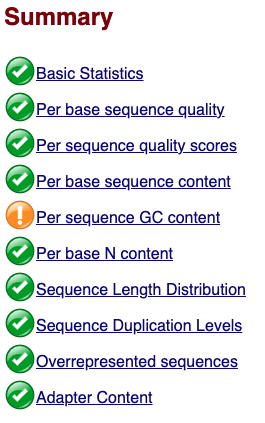 Summary
Basic Statistics
Per base sequence quality
Per sequence quality scores
Per base sequence content
Per sequence GC content
Per base N content
Sequence Length Distribution
Sequence Duplication Levels
Overrepresented sequences
Adapter Content